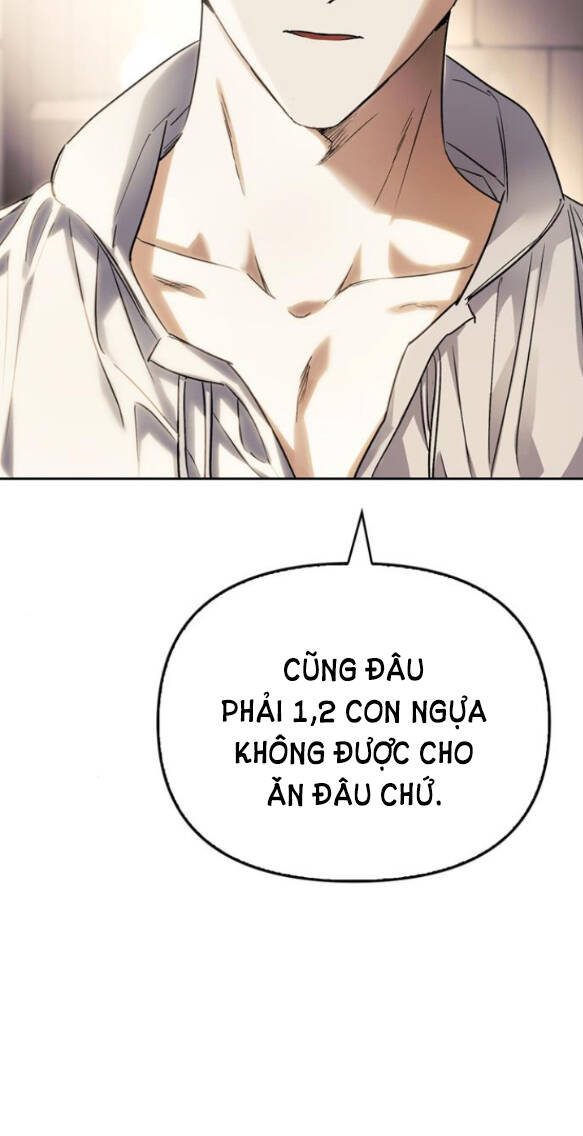 CŨNG ĐÂU
PHẢI 1,2 CON NGỰA
KHÔNG ĐƯỢC CHO
ĂN ĐÂU CHỨ.